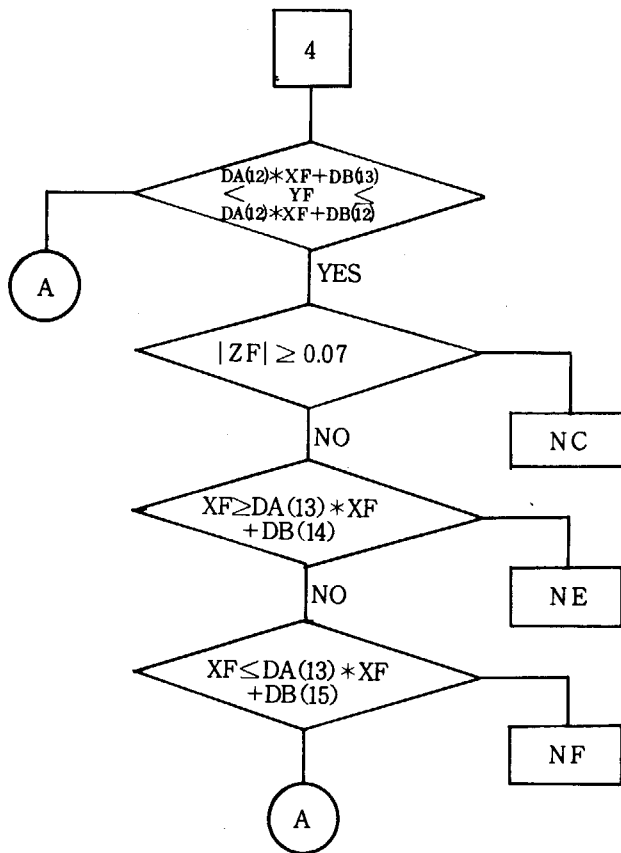 4
DA(12)*XF+DB(13)
< YF ≤
DA(12)*XF+DB(12)
A
YES
|ZF| ≥ 0.07
NC
NO
XF≥DA(13)*XF
+DB(14)
NE
NO
XF≤DA(13)*XF
+DB(15)
NF
A